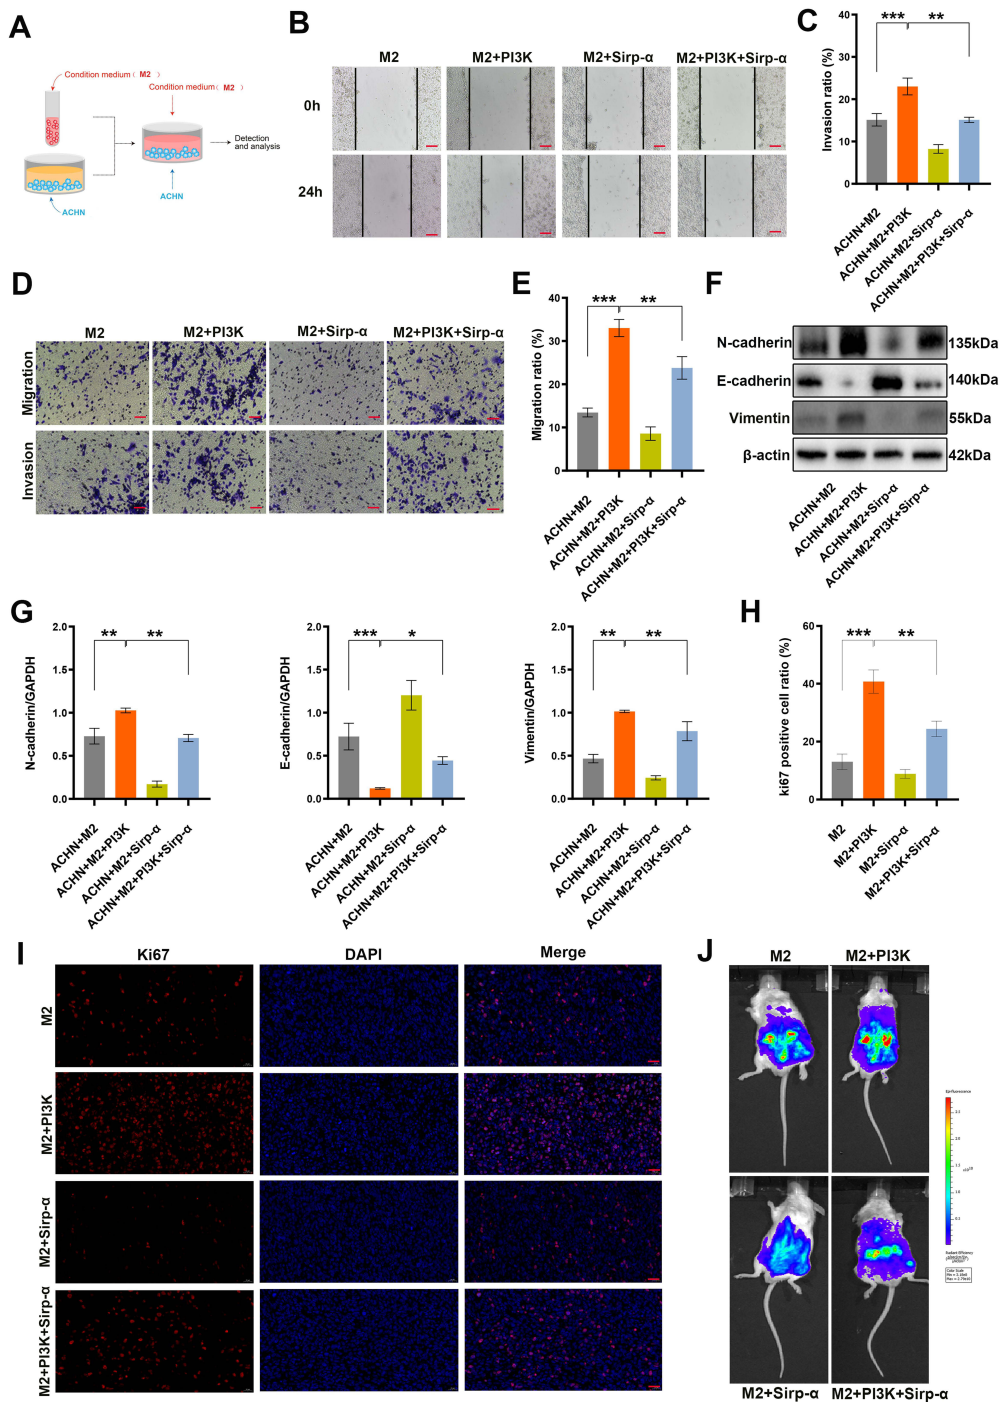 A
Condition medium（M2）
Condition medium（M2）
Detection
and analysis
ACHN
ACHN
B
M2
M2+PI3K
M2+Sirp-α
M2+PI3K+Sirp-α
0h
24h
C
Invasion ratio (%)
40
30
20
10
0
***
**
ACHN+M2
ACHN+M2+PI3K
ACHN+M2+Sirp-α
ACHN+M2+PI3K+Sirp-α
D
M2
M2+PI3K
M2+Sirp-α
M2+PI3K+Sirp-α
Migration
Invasion
E
Migration ratio (%)
40
30
20
10
0
***
**
ACHN+M2
ACHN+M2+PI3K
ACHN+M2+Sirp-α
ACHN+M2+PI3K+Sirp-α
F
N-cadherin
135kDa
E-cadherin
140kDa
Vimentin
55kDa
β-actin
42kDa
ACHN+M2
ACHN+M2+PI3K
ACHN+M2+Sirp-α
ACHN+M2+PI3K+Sirp-α
G
N-cadherin/GAPDH
2.0
1.5
1.0
0.5
0.0
**
**
ACHN+M2
ACHN+M2+PI3K
ACHN+M2+Sirp-α
ACHN+M2+PI3K+Sirp-α
E-cadherin/GAPDH
2.0
1.5
1.0
0.5
0.0
***
*
ACHN+M2
ACHN+M2+PI3K
ACHN+M2+Sirp-α
ACHN+M2+PI3K+Sirp-α
Vimentin/GAPDH
2.0
1.5
1.0
0.5
0.0
**
**
ACHN+M2
ACHN+M2+PI3K
ACHN+M2+Sirp-α
ACHN+M2+PI3K+Sirp-α
H
ki67 positive cell ratio (%)
60
40
20
0
***
**
M2
M2+PI3K
M2+Sirp-α
M2+PI3K+Sirp-α
I
Ki67
DAPI
Merge
M2
M2+PI3K
M2+Sirp-α
M2+PI3K+Sirp-α
J
M2
M2+PI3K
M2+Sirp-α
M2+PI3K+Sirp-α
Epi-fluorescence
2.0
Radiant Efficiency
Color Scale